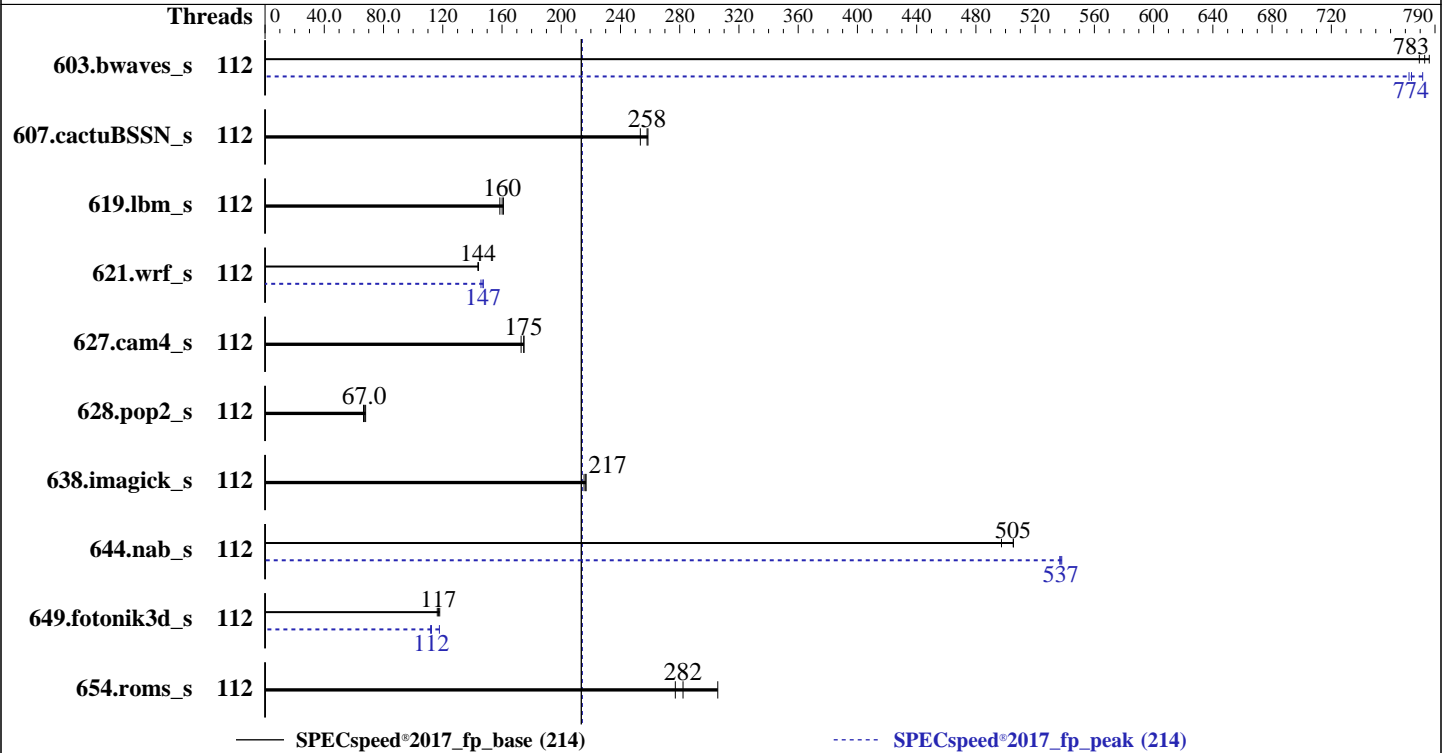 Threads 0 40.0 80.0 120 160 200 240 280 320 360 400 440 480 520 560 600 640 680 720 790
603.bwaves_s 112 783
774
607.cactuBSSN_s 112 258
619.lbm_s 112 160
621.wrf_s 112 144
147
627.cam4_s 112 175
628.pop2_s 112 67.0
638.imagick_s 112 217
644.nab_s 112 505
537
649.fotonik3d_s 112 117
112
654.roms_s 112 282
SPECspeed®2017_fp_base (214) SPECspeed®2017_fp_peak (214)